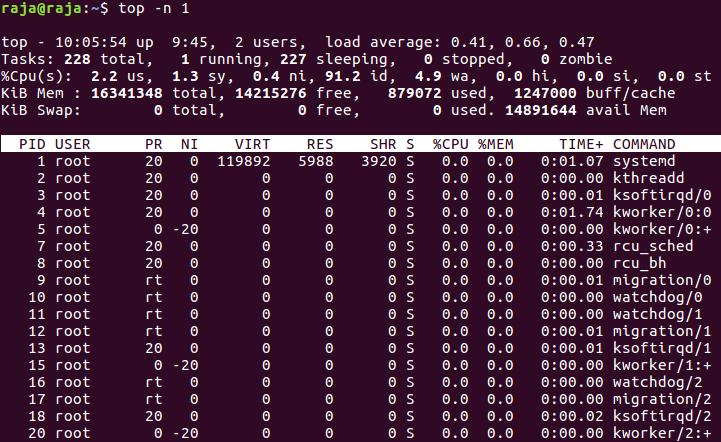 raja@raja:~$ top -n 1
top - 10:05:54 up  9:45,  2 users,  load average: 0.41, 0.66, 0.47
Tasks: 228 total,   1 running, 227 sleeping,   0 stopped,   0 zombie
%Cpu(s):  2.2 us,  1.3 sy,  0.4 ni, 91.2 id,  4.9 wa,  0.0 hi,  0.0 si,  0.0 st
KiB Mem : 16341348 total, 14215276 free,   879072 used,  1247000 buff/cache
KiB Swap:        0 total,        0 free,        0 used. 14891644 avail Mem
PID USER      PR  NI    VIRT    RES    SHR S  %CPU %MEM     TIME+ COMMAND
1 root      20   0  119892   5988   3920 S   0.0  0.0   0:01.07 systemd
2 root      20   0       0      0      0 S   0.0  0.0   0:00.00 kthreadd
3 root      20   0       0      0      0 S   0.0  0.0   0:00.01 ksoftirqd/0
4 root      20   0       0      0      0 S   0.0  0.0   0:01.74 kworker/0:0
5 root       0 -20       0      0      0 S   0.0  0.0   0:00.00 kworker/0:+
7 root      20   0       0      0      0 S   0.0  0.0   0:00.33 rcu_sched
8 root      20   0       0      0      0 S   0.0  0.0   0:00.00 rcu_bh
9 root      rt   0       0      0      0 S   0.0  0.0   0:00.01 migration/0
10 root      rt   0       0      0      0 S   0.0  0.0   0:00.00 watchdog/0
11 root      rt   0       0      0      0 S   0.0  0.0   0:00.00 watchdog/1
12 root      rt   0       0      0      0 S   0.0  0.0   0:00.01 migration/1
13 root      20   0       0      0      0 S   0.0  0.0   0:00.01 ksoftirqd/1
15 root       0 -20       0      0      0 S   0.0  0.0   0:00.00 kworker/1:+
16 root      rt   0       0      0      0 S   0.0  0.0   0:00.00 watchdog/2
17 root      rt   0       0      0      0 S   0.0  0.0   0:00.00 migration/2
18 root      20   0       0      0      0 S   0.0  0.0   0:00.02 ksoftirqd/2
20 root       0 -20       0      0      0 S   0.0  0.0   0:00.00 kworker/2:+